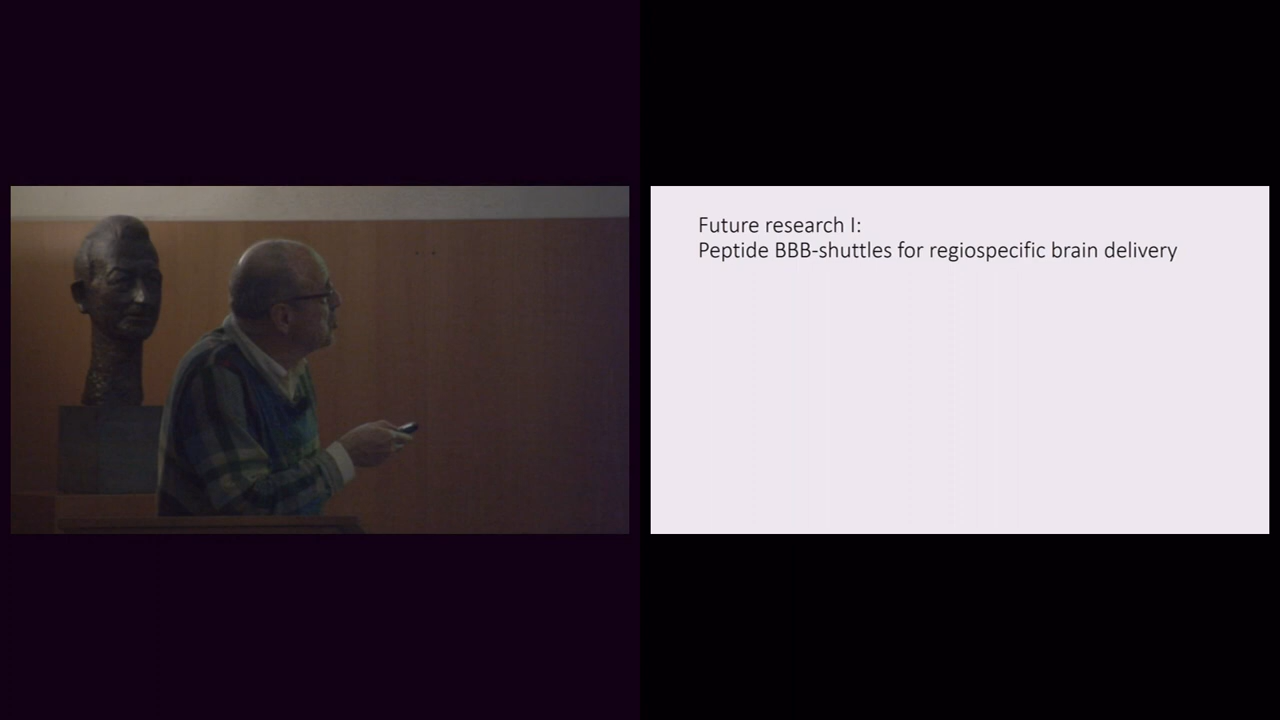 Future research I:
Peptide BBB-shuttles for regiospecific brain delivery